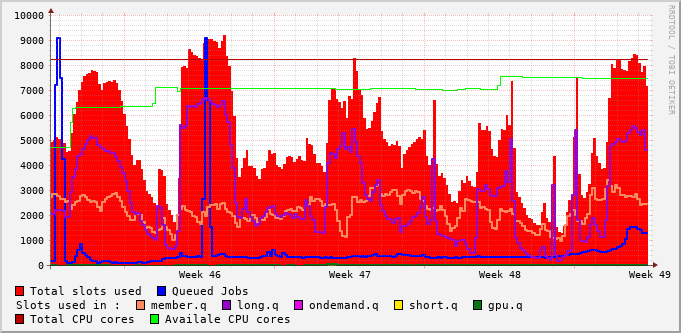 10000
9000
8000
7000
6000
5000
4000
3000
2000
1000
0
Week 46 Week 47 Week 48 Week 49
RRDTOOL / TOBI OETIKER
Total slots used Queued Jobs
Slots used in : member.q long.q ondemand.q short.q gpu.q
Total CPU cores Availale CPU cores